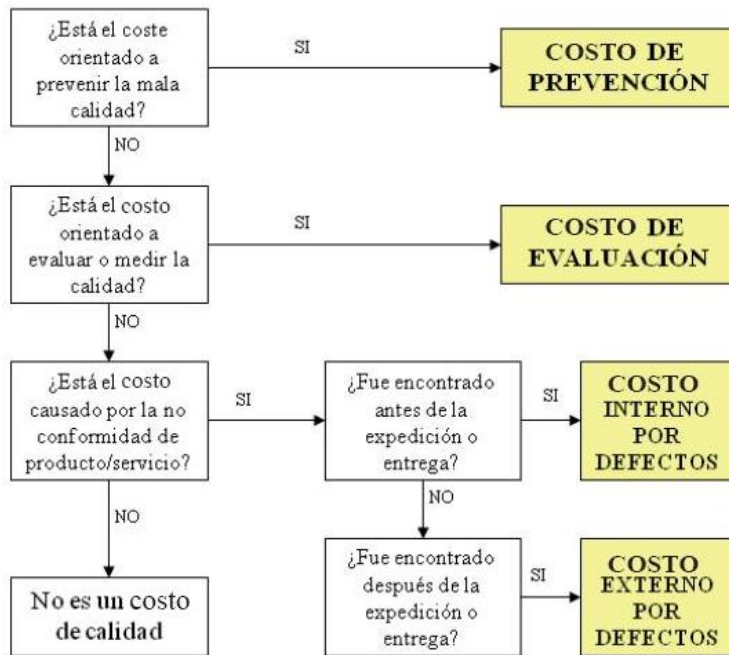 ¿Está el coste
orientado a
prevenir la mala
calidad?
SI
COSTO DE
PREVENCIÓN
NO
¿Está el costo
orientado a
evaluar o medir la
calidad?
SI
COSTO DE
EVALUACIÓN
NO
¿Está el costo
causado por la no
conformidad de
producto/servicio?
SI
¿Fue encontrado
antes de la
expedición o
entrega?
SI
COSTO
INTERNO
POR
DEFECTOS
NO
NO
No es un costo
de calidad
¿Fue encontrado
después de la
expedición o
entrega?
SI
COSTO
EXTERNO
POR
DEFECTOS